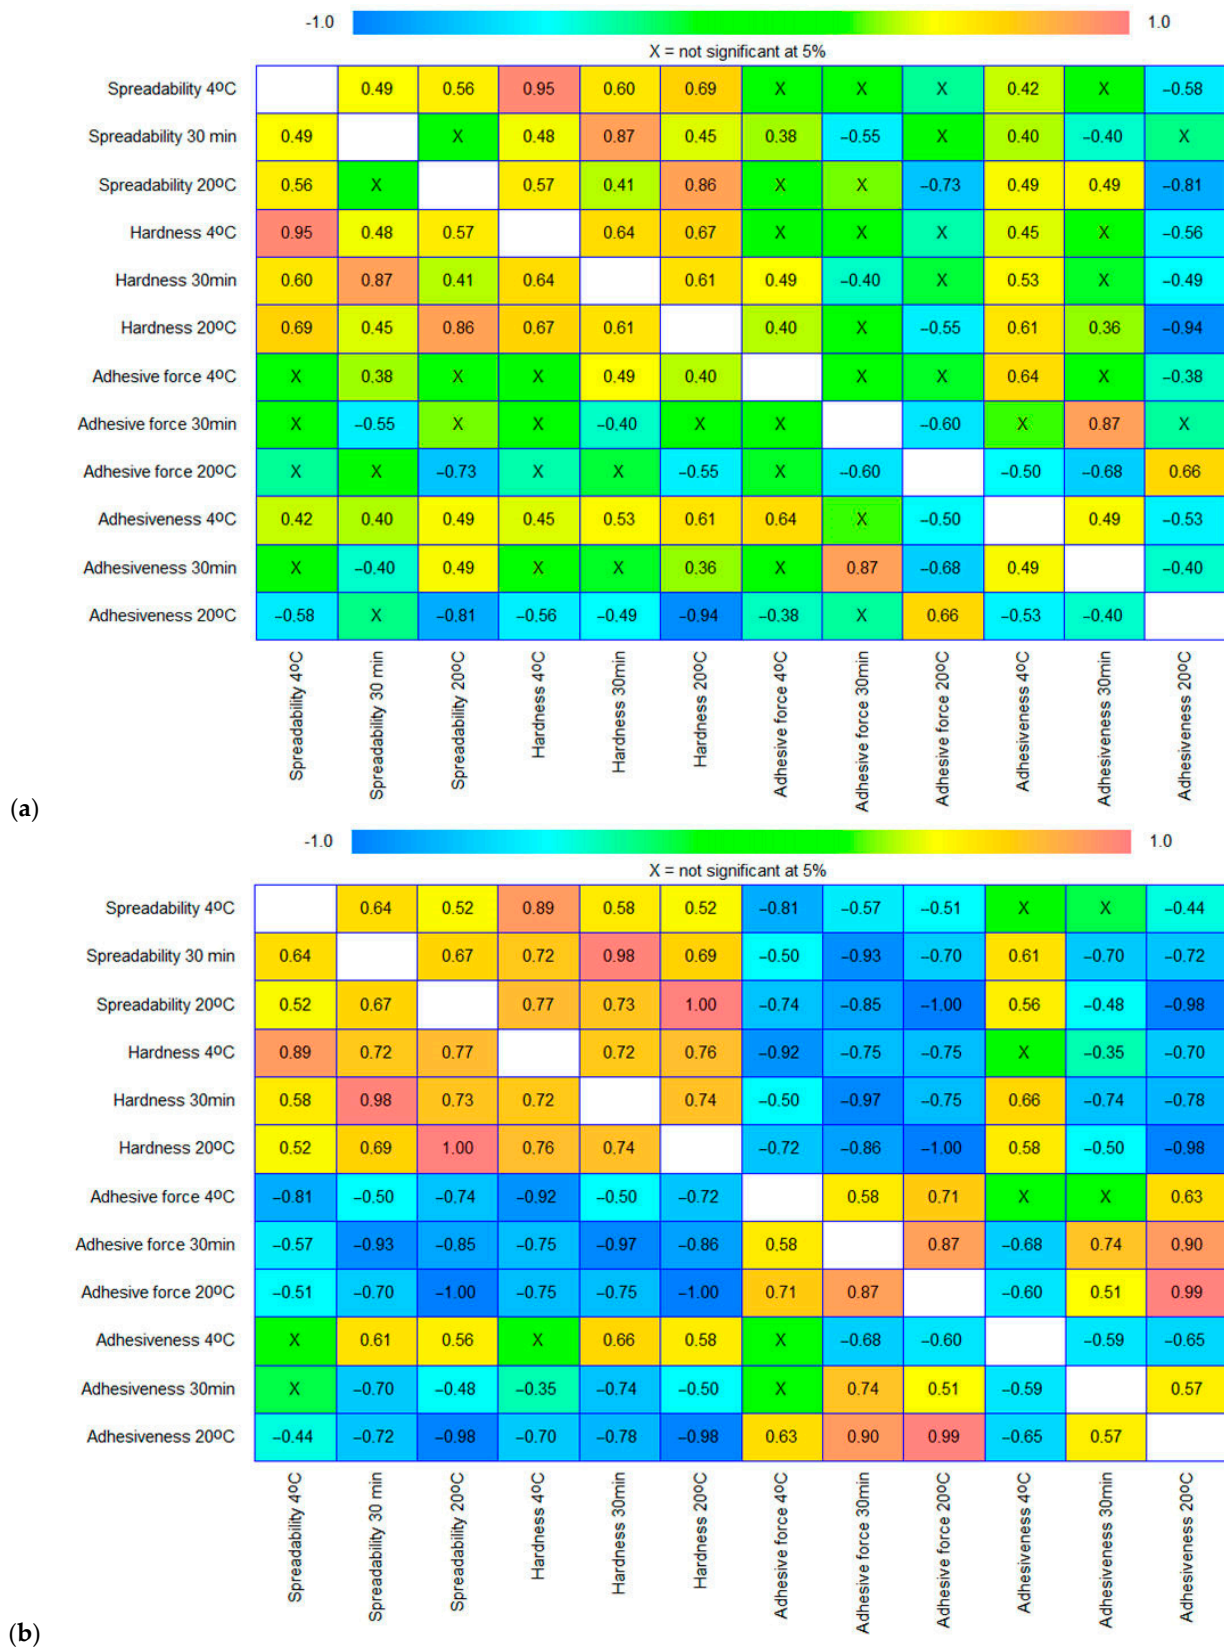 -1.0 1.0
X = not significant at 5%
Spreadability 4ºC 0.49 0.56 0.95 0.60 0.69 X X X 0.42 X −0.58
Spreadability 30 min 0.49 X 0.48 0.87 0.45 0.38 −0.55 X 0.40 −0.40 X
Spreadability 20ºC 0.56 X 0.57 0.41 0.86 X X −0.73 0.49 0.49 −0.81
Hardness 4ºC 0.95 0.48 0.57 0.64 0.67 X X X 0.45 X −0.56
Hardness 30min 0.60 0.87 0.41 0.64 0.61 0.49 −0.40 X 0.53 X −0.49
Hardness 20ºC 0.69 0.45 0.86 0.67 0.61 0.40 X −0.55 0.61 0.36 −0.94
Adhesive force 4ºC X 0.38 X X 0.49 0.40 X X 0.64 X −0.38
Adhesive force 30min X −0.55 X X −0.40 X X −0.60 X 0.87 X
Adhesive force 20ºC X X −0.73 X X −0.55 X −0.60 −0.50 −0.68 0.66
Adhesiveness 4ºC 0.42 0.40 0.49 0.45 0.53 0.61 0.64 X −0.50 0.49 −0.53
Adhesiveness 30min X −0.40 0.49 X X 0.36 X 0.87 −0.68 0.49 −0.40
Adhesiveness 20ºC −0.58 X −0.81 −0.56 −0.49 −0.94 −0.38 X 0.66 −0.53 −0.40
Spreadability 4ºC
Spreadability 30 min
Spreadability 20ºC
Hardness 4ºC
Hardness 30min
Hardness 20ºC
Adhesive force 4ºC
Adhesive force 30min
Adhesive force 20ºC
Adhesiveness 4ºC
Adhesiveness 30min
Adhesiveness 20ºC
(a)
-1.0 1.0
X = not significant at 5%
Spreadability 4ºC 0.64 0.52 0.89 0.58 0.52 −0.81 −0.57 −0.51 X X −0.44
Spreadability 30 min 0.64 0.67 0.72 0.98 0.69 −0.50 −0.93 −0.70 0.61 −0.70 −0.72
Spreadability 20ºC 0.52 0.67 0.77 0.73 1.00 −0.74 −0.85 −1.00 0.56 −0.48 −0.98
Hardness 4ºC 0.89 0.72 0.77 0.72 0.76 −0.92 −0.75 −0.75 X −0.35 −0.70
Hardness 30min 0.58 0.98 0.73 0.72 0.74 −0.50 −0.97 −0.75 0.66 −0.74 −0.78
Hardness 20ºC 0.52 0.69 1.00 0.76 0.74 −0.72 −0.86 −1.00 0.58 −0.50 −0.98
Adhesive force 4ºC −0.81 −0.50 −0.74 −0.92 −0.50 −0.72 0.58 0.71 X X 0.63
Adhesive force 30min −0.57 −0.93 −0.85 −0.75 −0.97 −0.86 0.58 0.87 −0.68 0.74 0.90
Adhesive force 20ºC −0.51 −0.70 −1.00 −0.75 −0.75 −1.00 0.71 0.87 −0.60 0.51 0.99
Adhesiveness 4ºC X 0.61 0.56 X 0.66 0.58 X −0.68 −0.60 −0.59 −0.65
Adhesiveness 30min X −0.70 −0.48 −0.35 −0.74 −0.50 X 0.74 0.51 −0.59 0.57
Adhesiveness 20ºC −0.44 −0.72 −0.98 −0.70 −0.78 −0.98 0.63 0.90 0.99 −0.65 0.57
Spreadability 4ºC
Spreadability 30 min
Spreadability 20ºC
Hardness 4ºC
Hardness 30min
Hardness 20ºC
Adhesive force 4ºC
Adhesive force 30min
Adhesive force 20ºC
Adhesiveness 4ºC
Adhesiveness 30min
Adhesiveness 20ºC
(b)